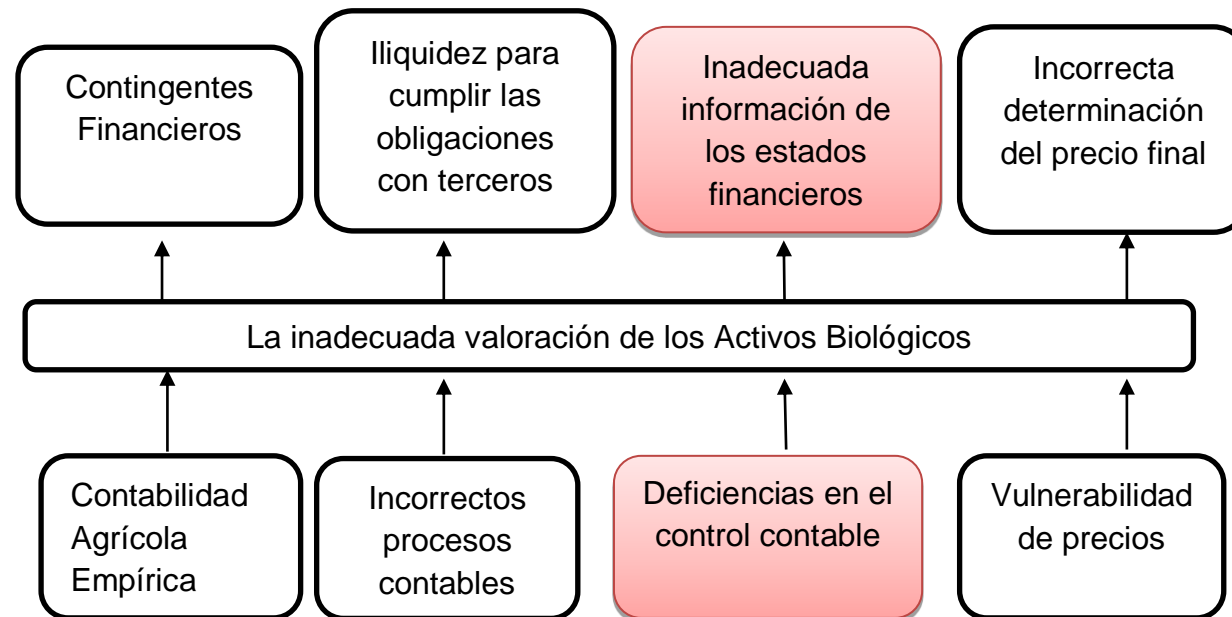 Contingentes
Financieros
Iliquidez para
cumplir las
obligaciones
con terceros
Inadecuada
información de
los estados
financieros
Incorrecta
determinación
del precio final
La inadecuada valoración de los Activos Biológicos
Contabilidad
Agrícola
Empírica
Incorrectos
procesos
contables
Deficiencias en el
control contable
Vulnerabilidad
de precios